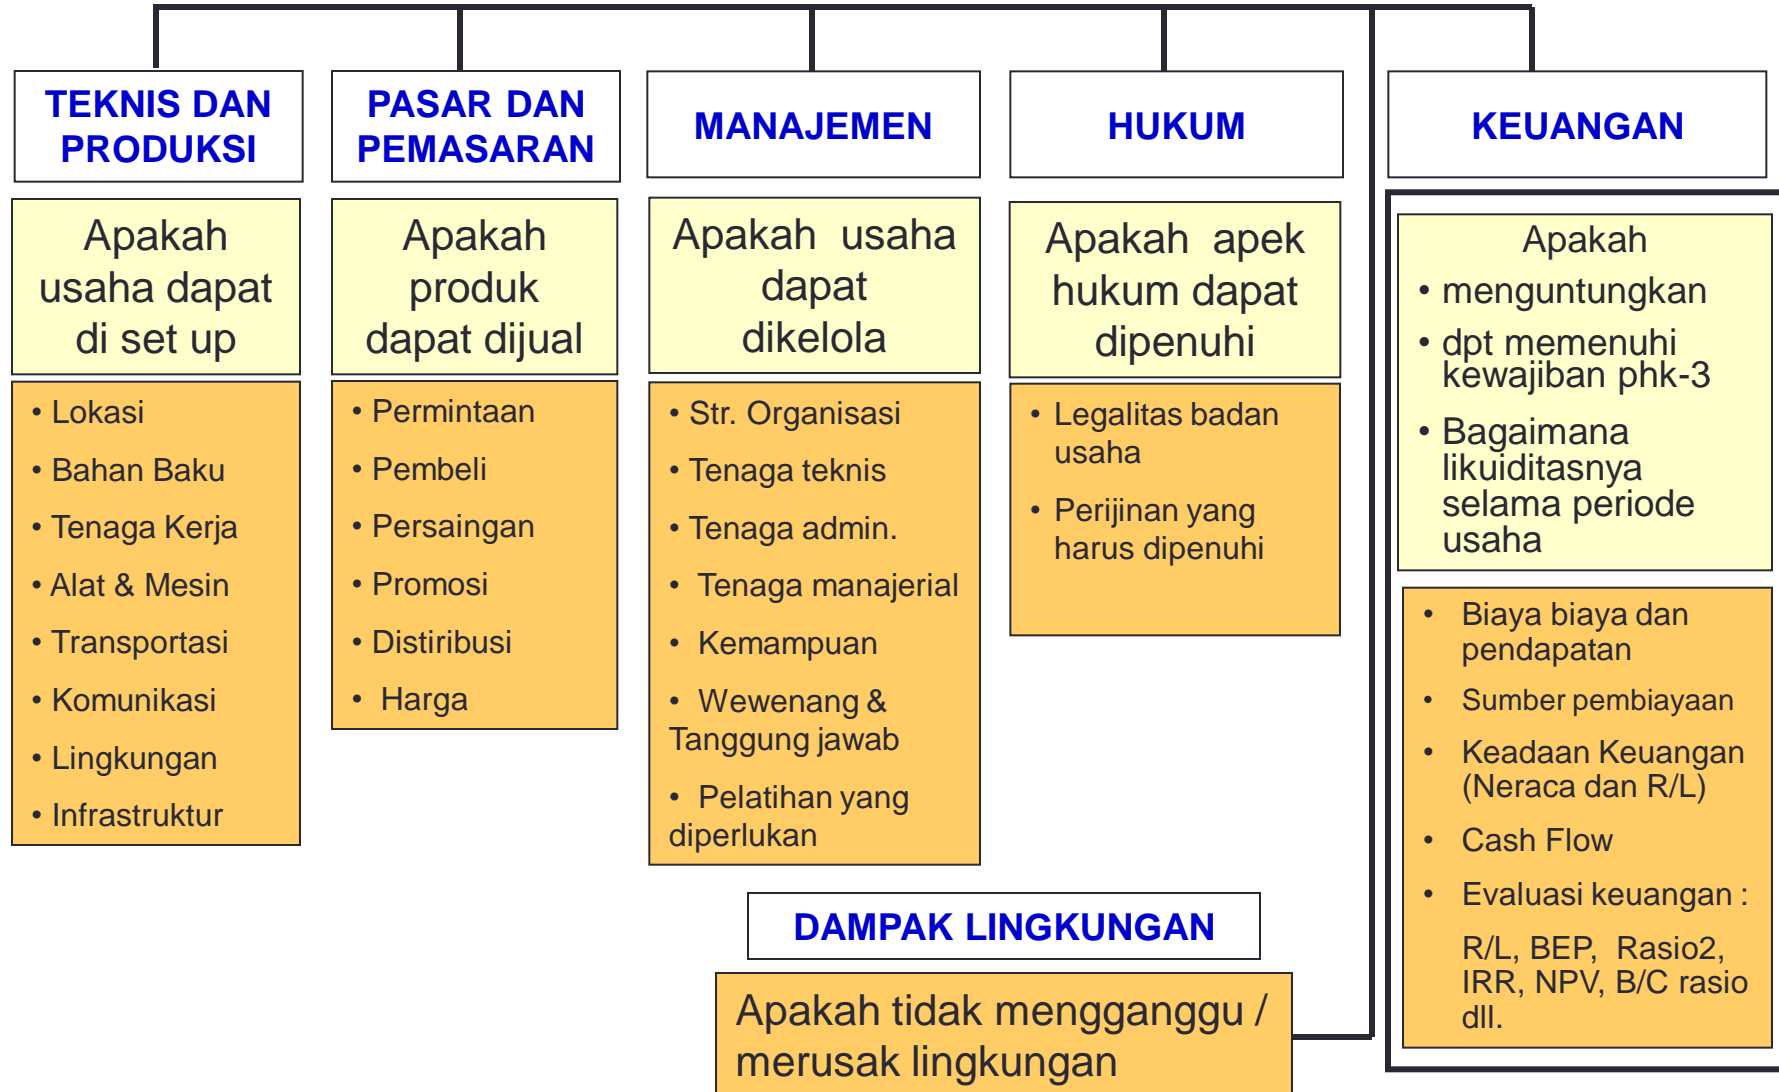 TEKNIS DAN
PRODUKSI
Apakah
usaha dapat
di set up
• Lokasi
• Bahan Baku
• Tenaga Kerja
• Alat & Mesin
• Transportasi
• Komunikasi
• Lingkungan
• Infrastruktur
PASAR DAN
PEMASARAN
Apakah
produk
dapat dijual
• Permintaan
• Pembeli
• Persaingan
• Promosi
• Distiribusi
• Harga
MANAJEMEN
Apakah usaha
dapat
dikelola
• Str. Organisasi
• Tenaga teknis
• Tenaga admin.
• Tenaga manajerial
• Kemampuan
• Wewenang &
Tanggung jawab
• Pelatihan yang
diperlukan
HUKUM
Apakah apek
hukum dapat
dipenuhi
• Legalitas badan
usaha
• Perijinan yang
harus dipenuhi
KEUANGAN
Apakah
• menguntungkan
• dpt memenuhi
kewajiban phk-3
• Bagaimana
likuiditasnya
selama periode
usaha
• Biaya biaya dan
pendapatan
• Sumber pembiayaan
• Keadaan Keuangan
(Neraca dan R/L)
• Cash Flow
• Evaluasi keuangan :
R/L, BEP, Rasio2,
IRR, NPV, B/C rasio
dll.
DAMPAK LINGKUNGAN
Apakah tidak mengganggu /
merusak lingkungan